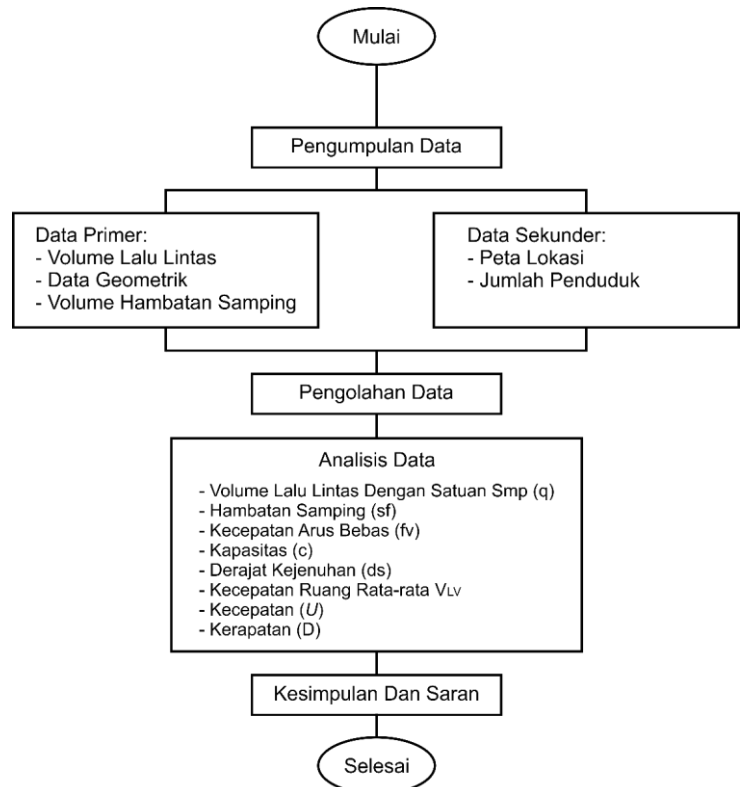 Mulai
Pengumpulan Data
Data Primer:
- Volume Lalu Lintas
- Data Geometrik
- Volume Hambatan Samping
Data Sekunder:
- Peta Lokasi
- Jumlah Penduduk
Pengolahan Data
Analisis Data
- Volume Lalu Lintas Dengan Satuan Smp (q)
- Hambatan Samping (sf)
- Kecepatan Arus Bebas (fv)
- Kapasitas (c)
- Derajat Kejenuhan (ds)
- Kecepatan Ruang Rata-rata VLV
- Kecepatan (U)
- Kerapatan (D)
Kesimpulan Dan Saran
Selesai